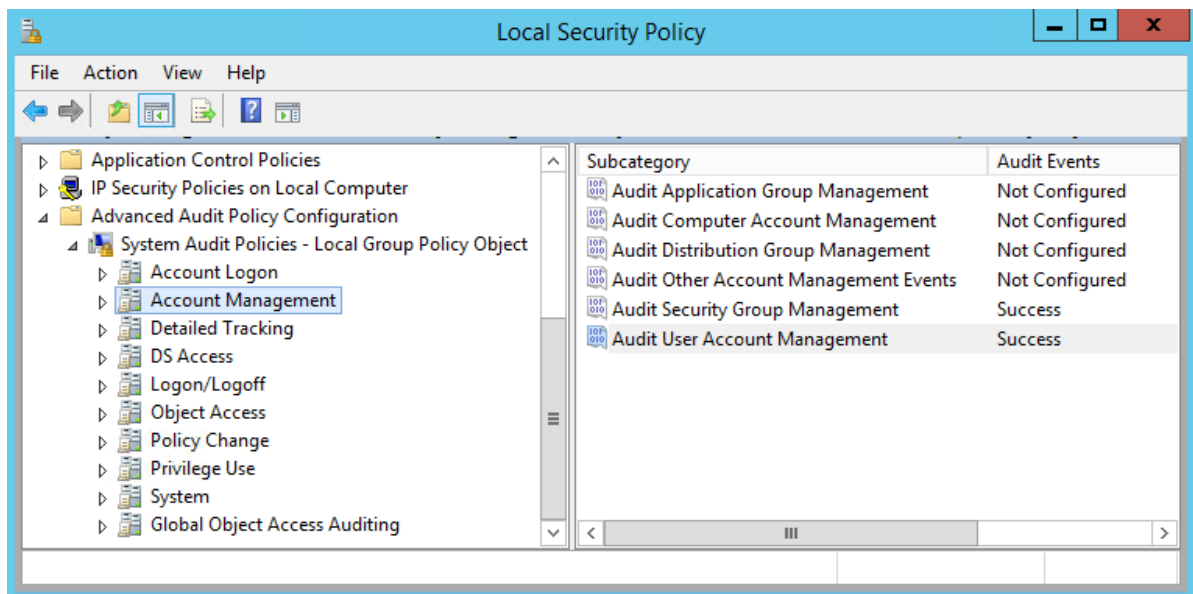 Local Security Policy
File Action View Help
Application Control Policies
IP Security Policies on Local Computer
Advanced Audit Policy Configuration
System Audit Policies - Local Group Policy Object
Account Logon
Account Management
Detailed Tracking
DS Access
Logon/Logoff
Object Access
Policy Change
Privilege Use
System
Global Object Access Auditing
Subcategory Audit Events
Audit Application Group Management Not Configured
Audit Computer Account Management Not Configured
Audit Distribution Group Management Not Configured
Audit Other Account Management Events Not Configured
Audit Security Group Management Success
Audit User Account Management Success